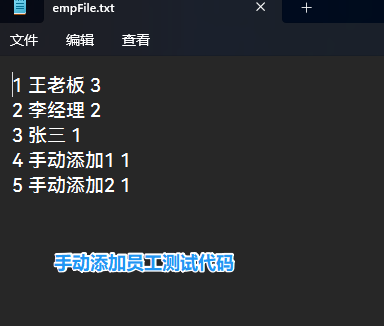 empFile.txt
文件 编辑 查看
1 王老板 3
2 李经理 2
3 张三 1
4 手动添加1 1
5 手动添加2 1
手动添加员工测试代码